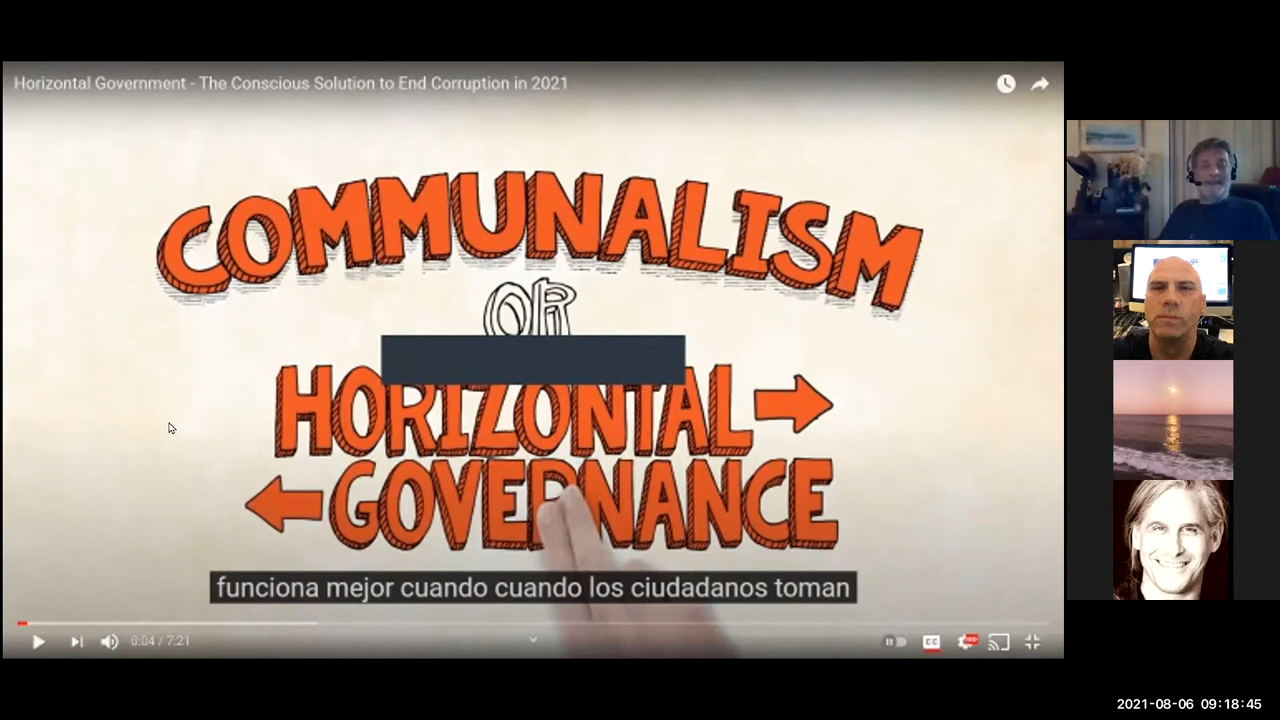 Horizontal Government - The Conscious Solution to End Corruption in 2021
COMMUNALISM
OR
HORIZONTAL
GOVERNANCE
funciona mejor cuando cuando los ciudadanos toman
0:04 / 7:21
CC
2021-08-06 09:18:45